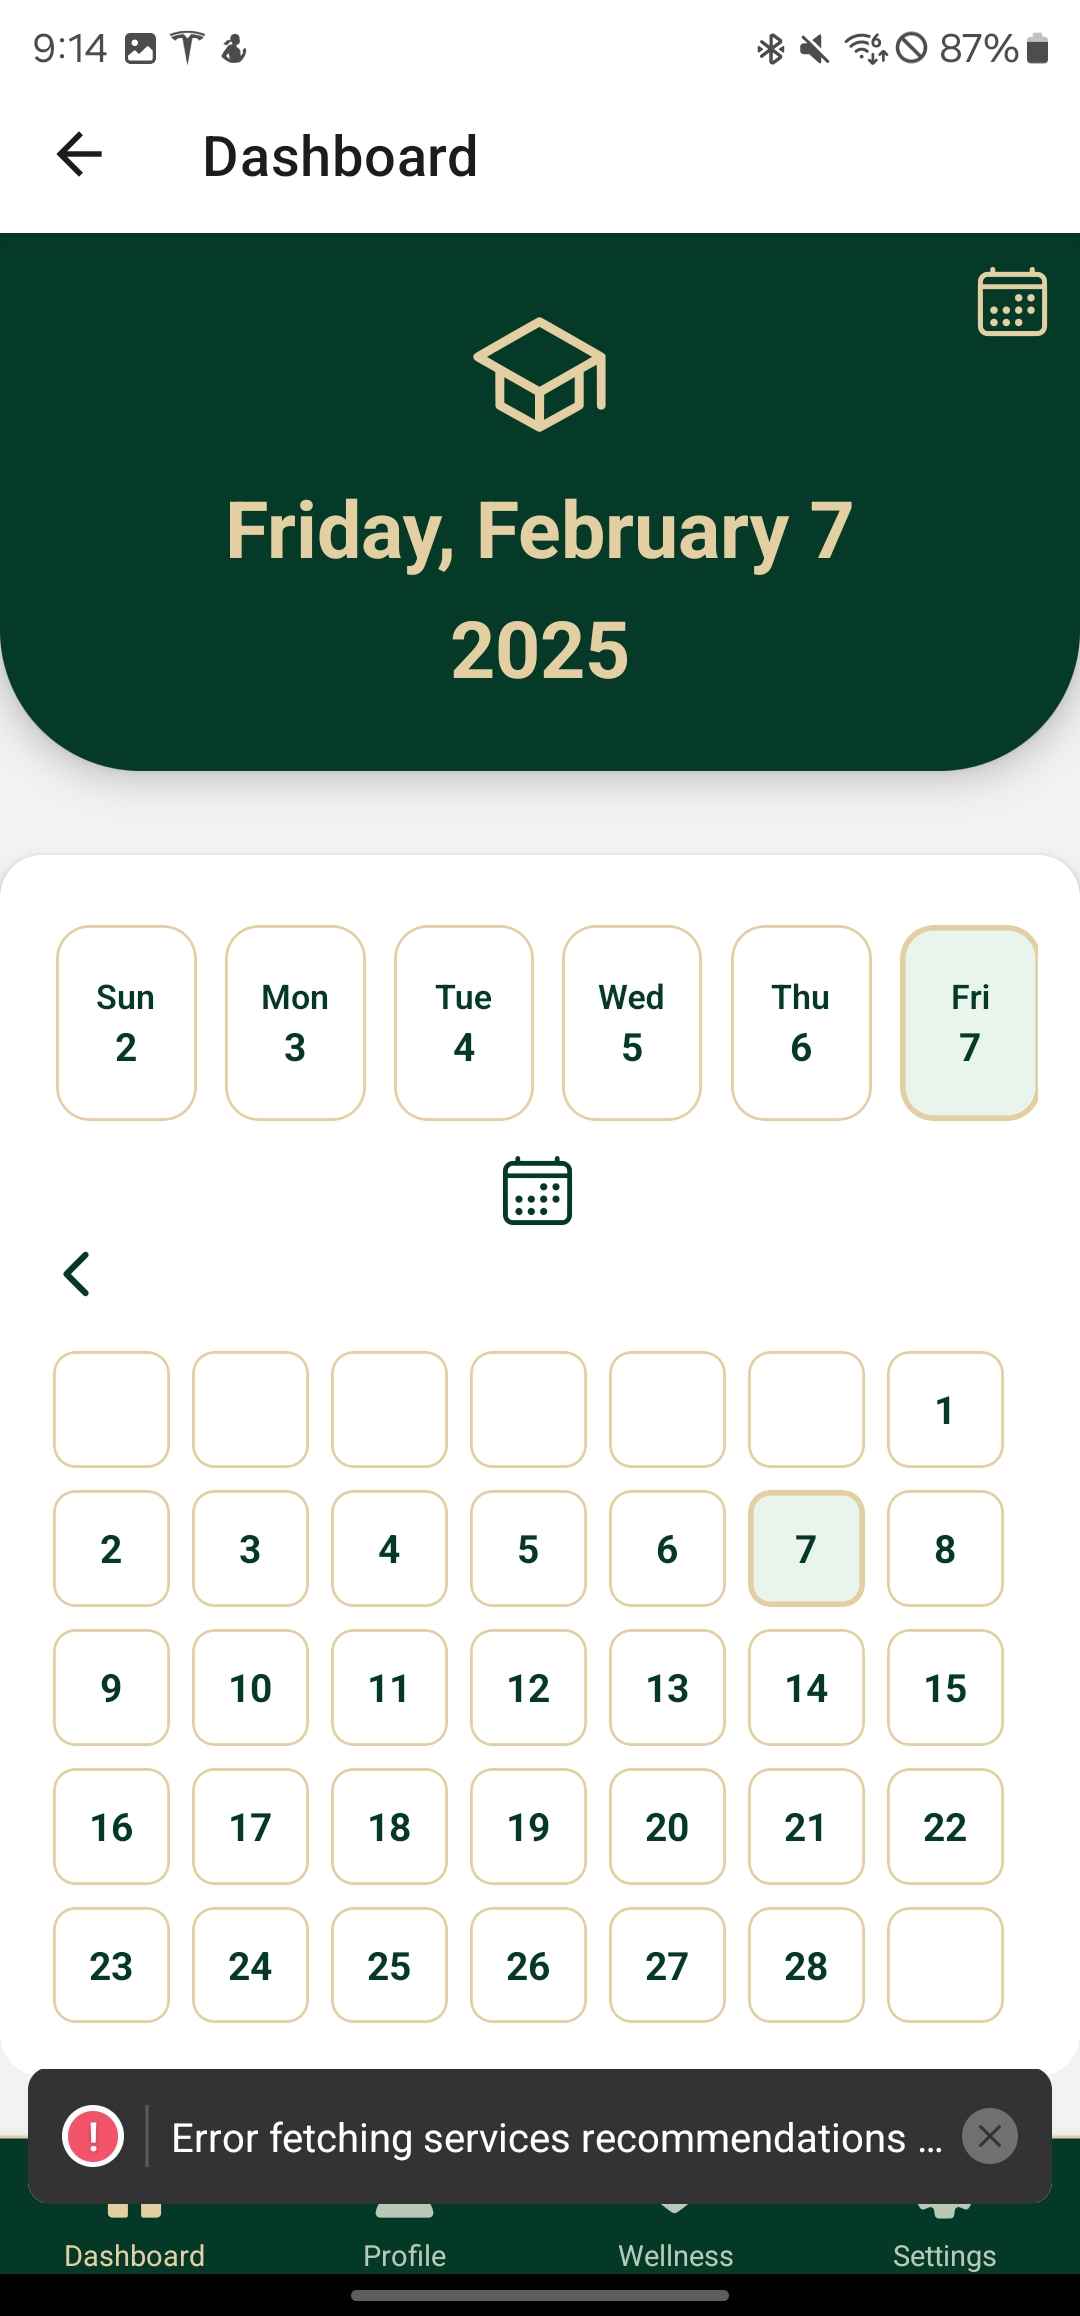 9:14 87%
Dashboard
Friday, February 7
2025
Sun Mon Tue Wed Thu Fri
2 3 4 5 6 7
1
2 3 4 5 6 7 8
9 10 11 12 13 14 15
16 17 18 19 20 21 22
23 24 25 26 27 28
Error fetching services recommendations ...
Dashboard Profile Wellness Settings